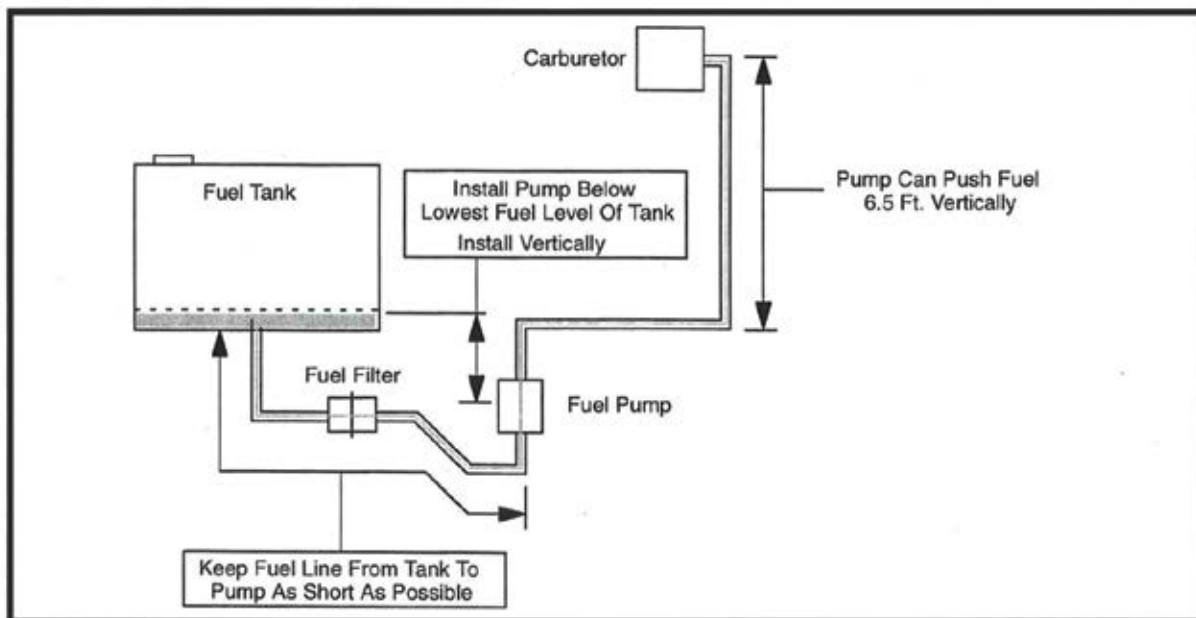 Carburetor
Fuel Tank
Install Pump Below
Lowest Fuel Level Of Tank
Install Vertically
Pump Can Push Fuel
6.5 Ft. Vertically
Fuel Filter
Fuel Pump
Keep Fuel Line From Tank To
Pump As Short As Possible